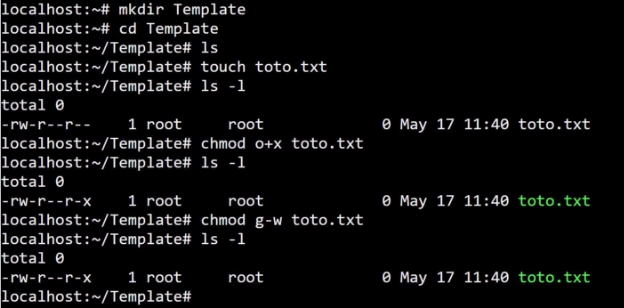 localhost:~# mkdir Template
localhost:~# cd Template
localhost:~/Template# ls
localhost:~/Template# touch toto.txt
localhost:~/Template# ls -l
total 0
-rw-r--r--    1 root     root             0 May 17 11:40 toto.txt
localhost:~/Template# chmod o+x toto.txt
localhost:~/Template# ls -l
total 0
-rw-r--r-x    1 root     root             0 May 17 11:40 toto.txt
localhost:~/Template# chmod g-w toto.txt
localhost:~/Template# ls -l
total 0
-rw-r--r-x    1 root     root             0 May 17 11:40 toto.txt
localhost:~/Template#